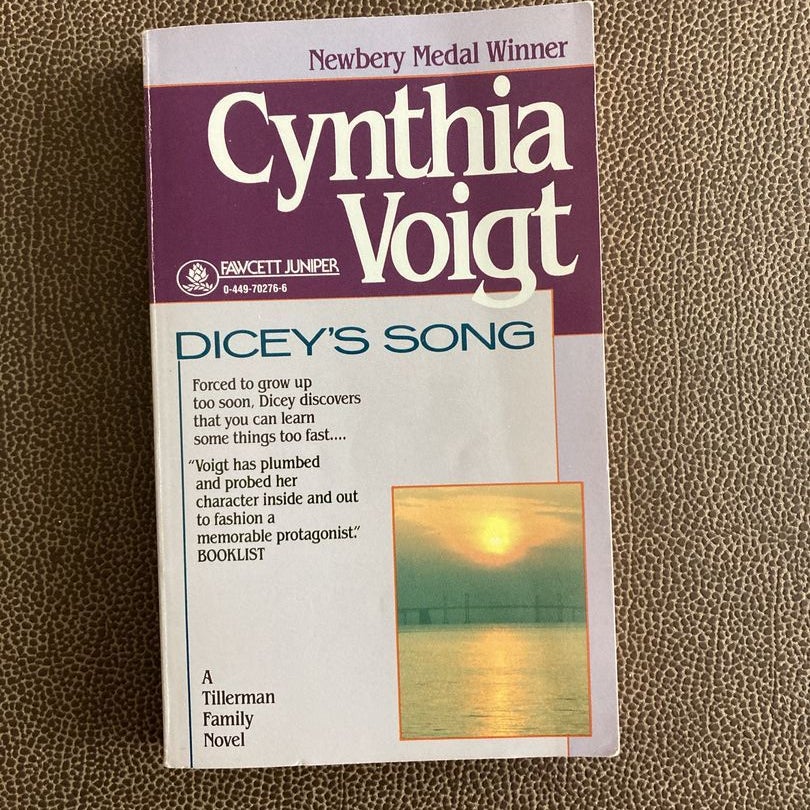 Newbery Medal Winner
Cynthia
Voigt
FAWCETT JUNIPER
0-449-70276-6
DICEY'S SONG
Forced to grow up
too soon, Dicey discovers
that you can learn
some things too fast....
“Voigt has plumbed
and probed her
character inside and out
to fashion a
memorable protagonist.”
BOOKLIST
A
Tillerman
Family
Novel